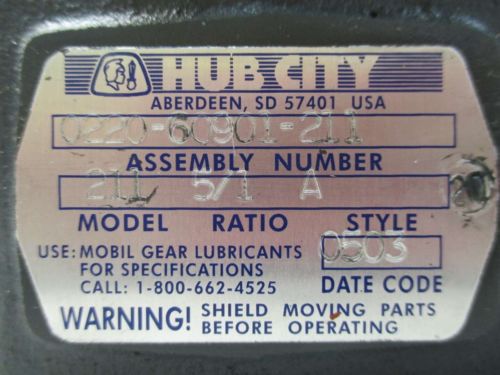 HUB CITY
ABERDEEN, SD 57401 USA
0220-60901-211
ASSEMBLY NUMBER
211 5/1 A
MODEL RATIO STYLE
USE: MOBIL GEAR LUBRICANTS
FOR SPECIFICATIONS
CALL: 1-800-662-4525
0503
DATE CODE
WARNING! SHIELD MOVING PARTS
BEFORE OPERATING